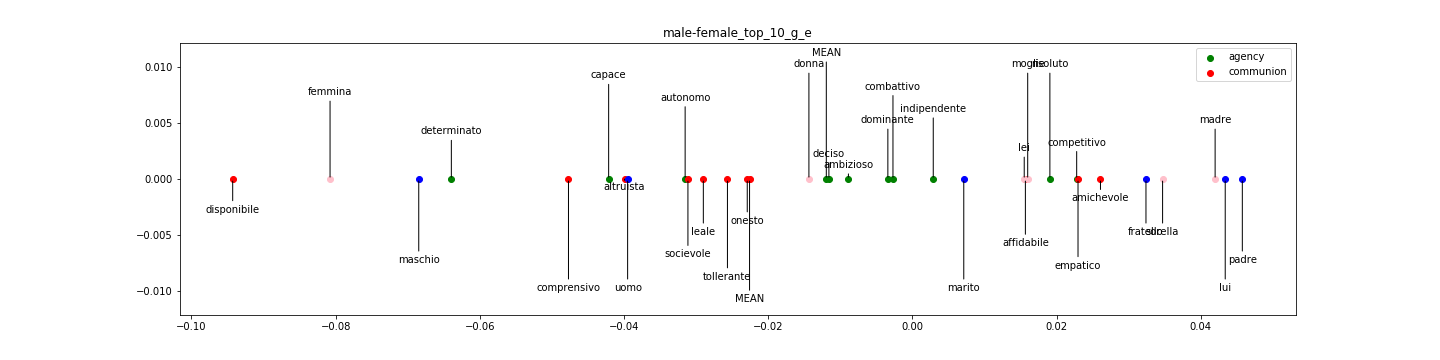 male-female_top_10_g_e
MEAN
donna
moglie
risoluto
agency
communion
capace
combattivo
femmina
autonomo
indipendente
dominante
madre
determinato
competitivo
lei
deciso
ambizioso
altruista
amichevole
disponibile
onesto
leale
fratello
sorella
affidabile
socievole
maschio
empatico
padre
tollerante
comprensivo
uomo
MEAN
marito
lui
0.010
0.005
0.000
−0.005
−0.010
−0.10
−0.08
−0.06
−0.04
−0.02
0.00
0.02
0.04